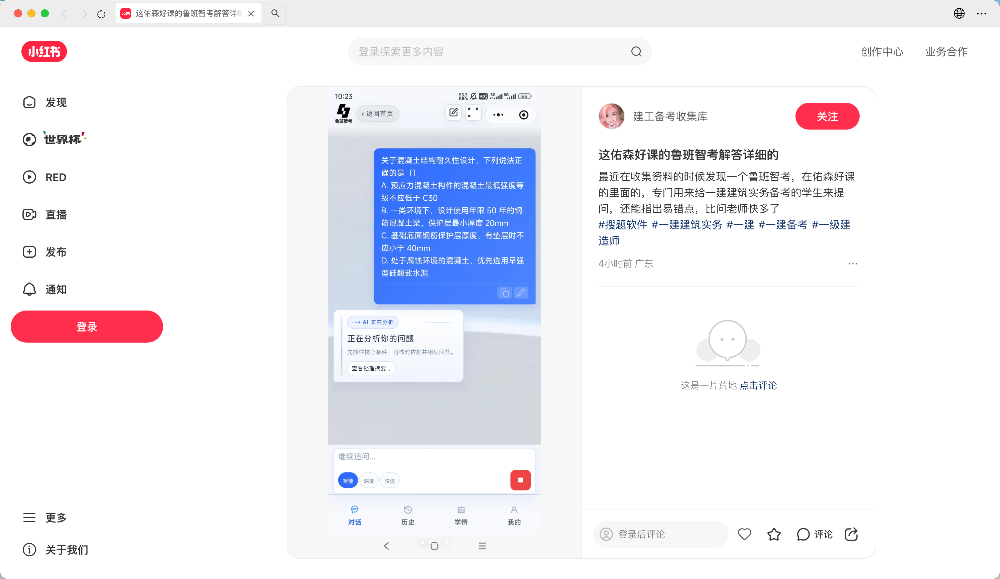 这佑森好课的鲁班智考解答详细
小红书
登录探索更多内容
创作中心
业务合作
发现
世界杯
RED
直播
发布
通知
登录
更多
关于我们
10:23
53.3 KB/s
HD
5G
5G
63
鲁班智考
‹ 返回首页
关于混凝土结构耐久性设计，下列说法正
确的是（）
A. 预应力混凝土构件的混凝土最低强度等
级不应低于 C30
B. 一类环境下，设计使用年限 50 年的钢
筋混凝土梁，保护层最小厚度 20mm
C. 基础底面钢筋保护层厚度，有垫层时不
应小于 40mm
D. 处于腐蚀环境的混凝土，优先选用早强
型硅酸盐水泥
AI 正在分析
正在分析你的问题
先抓住核心条件，再核对依据并组织回答。
查看处理摘要
继续追问...
智能
深度
快速
对话
历史
学情
我的
建工备考收集库
关注
这佑森好课的鲁班智考解答详细的
最近在收集资料的时候发现一个鲁班智考，在佑森好课
的里面的，专门用来给一建建筑实务备考的学生来提
问，还能指出易错点，比问老师快多了
#搜题软件 #一建建筑实务 #一建 #一建备考 #一级建
造师
4小时前 广东
这是一片荒地 点击评论
登录后评论
评论